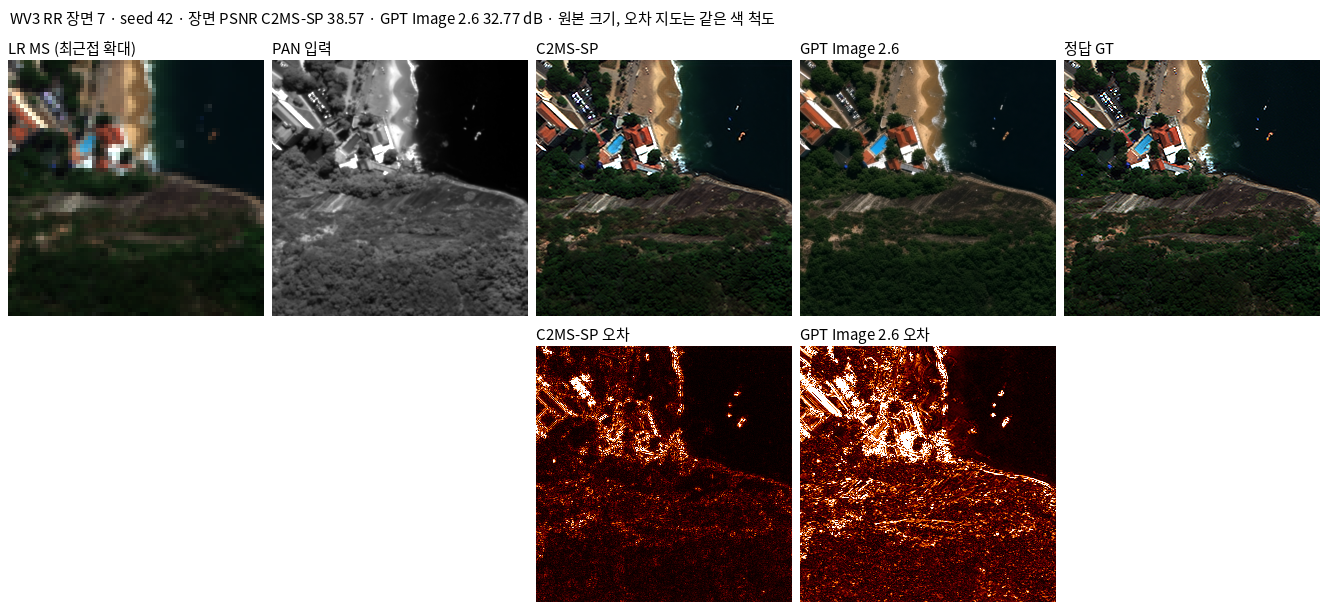 WV3 RR 장면 7 · seed 42 · 장면 PSNR C2MS-SP 38.57 · GPT Image 2.6 32.77 dB · 원본 크기, 오차 지도는 같은 색 척도
LR MS (최근접 확대)
PAN 입력
C2MS-SP
GPT Image 2.6
정답 GT
C2MS-SP 오차
GPT Image 2.6 오차